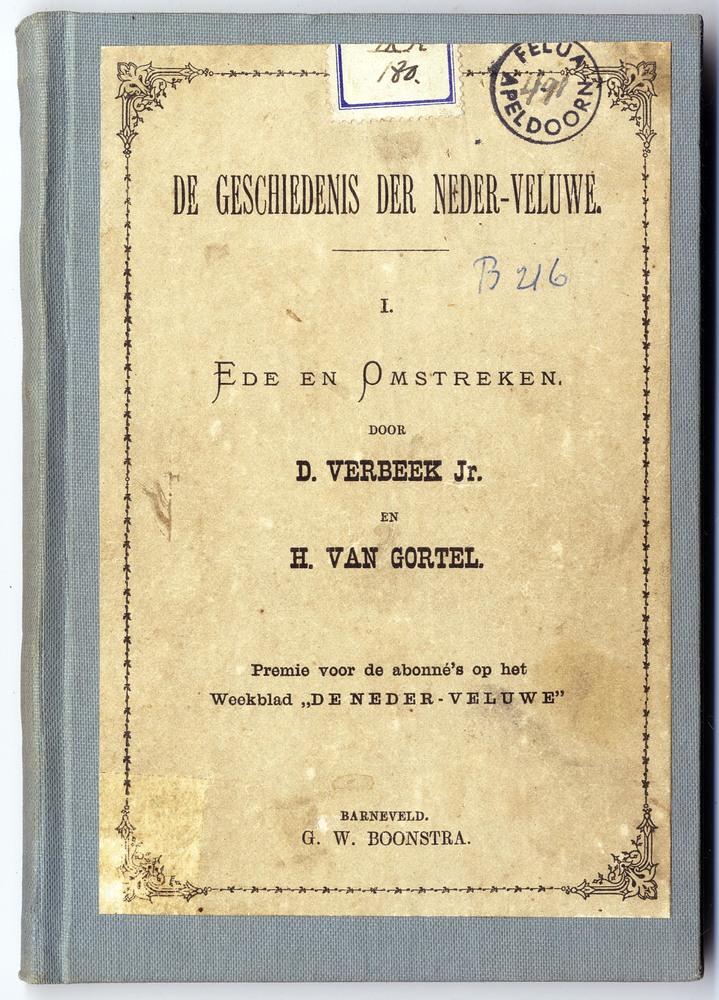 180.
FELUA APELDOORN
491
DE GESCHIEDENIS DER NEDER-VELUWE.
B 216
I.
EDE EN OMSTREKEN.
DOOR
D. VERBEEK Jr.
EN
H. VAN GORTEL.
Premie voor de abonné's op het
Weekblad „DE NEDER-VELUWE”
BARNEVELD.
G. W. BOONSTRA.